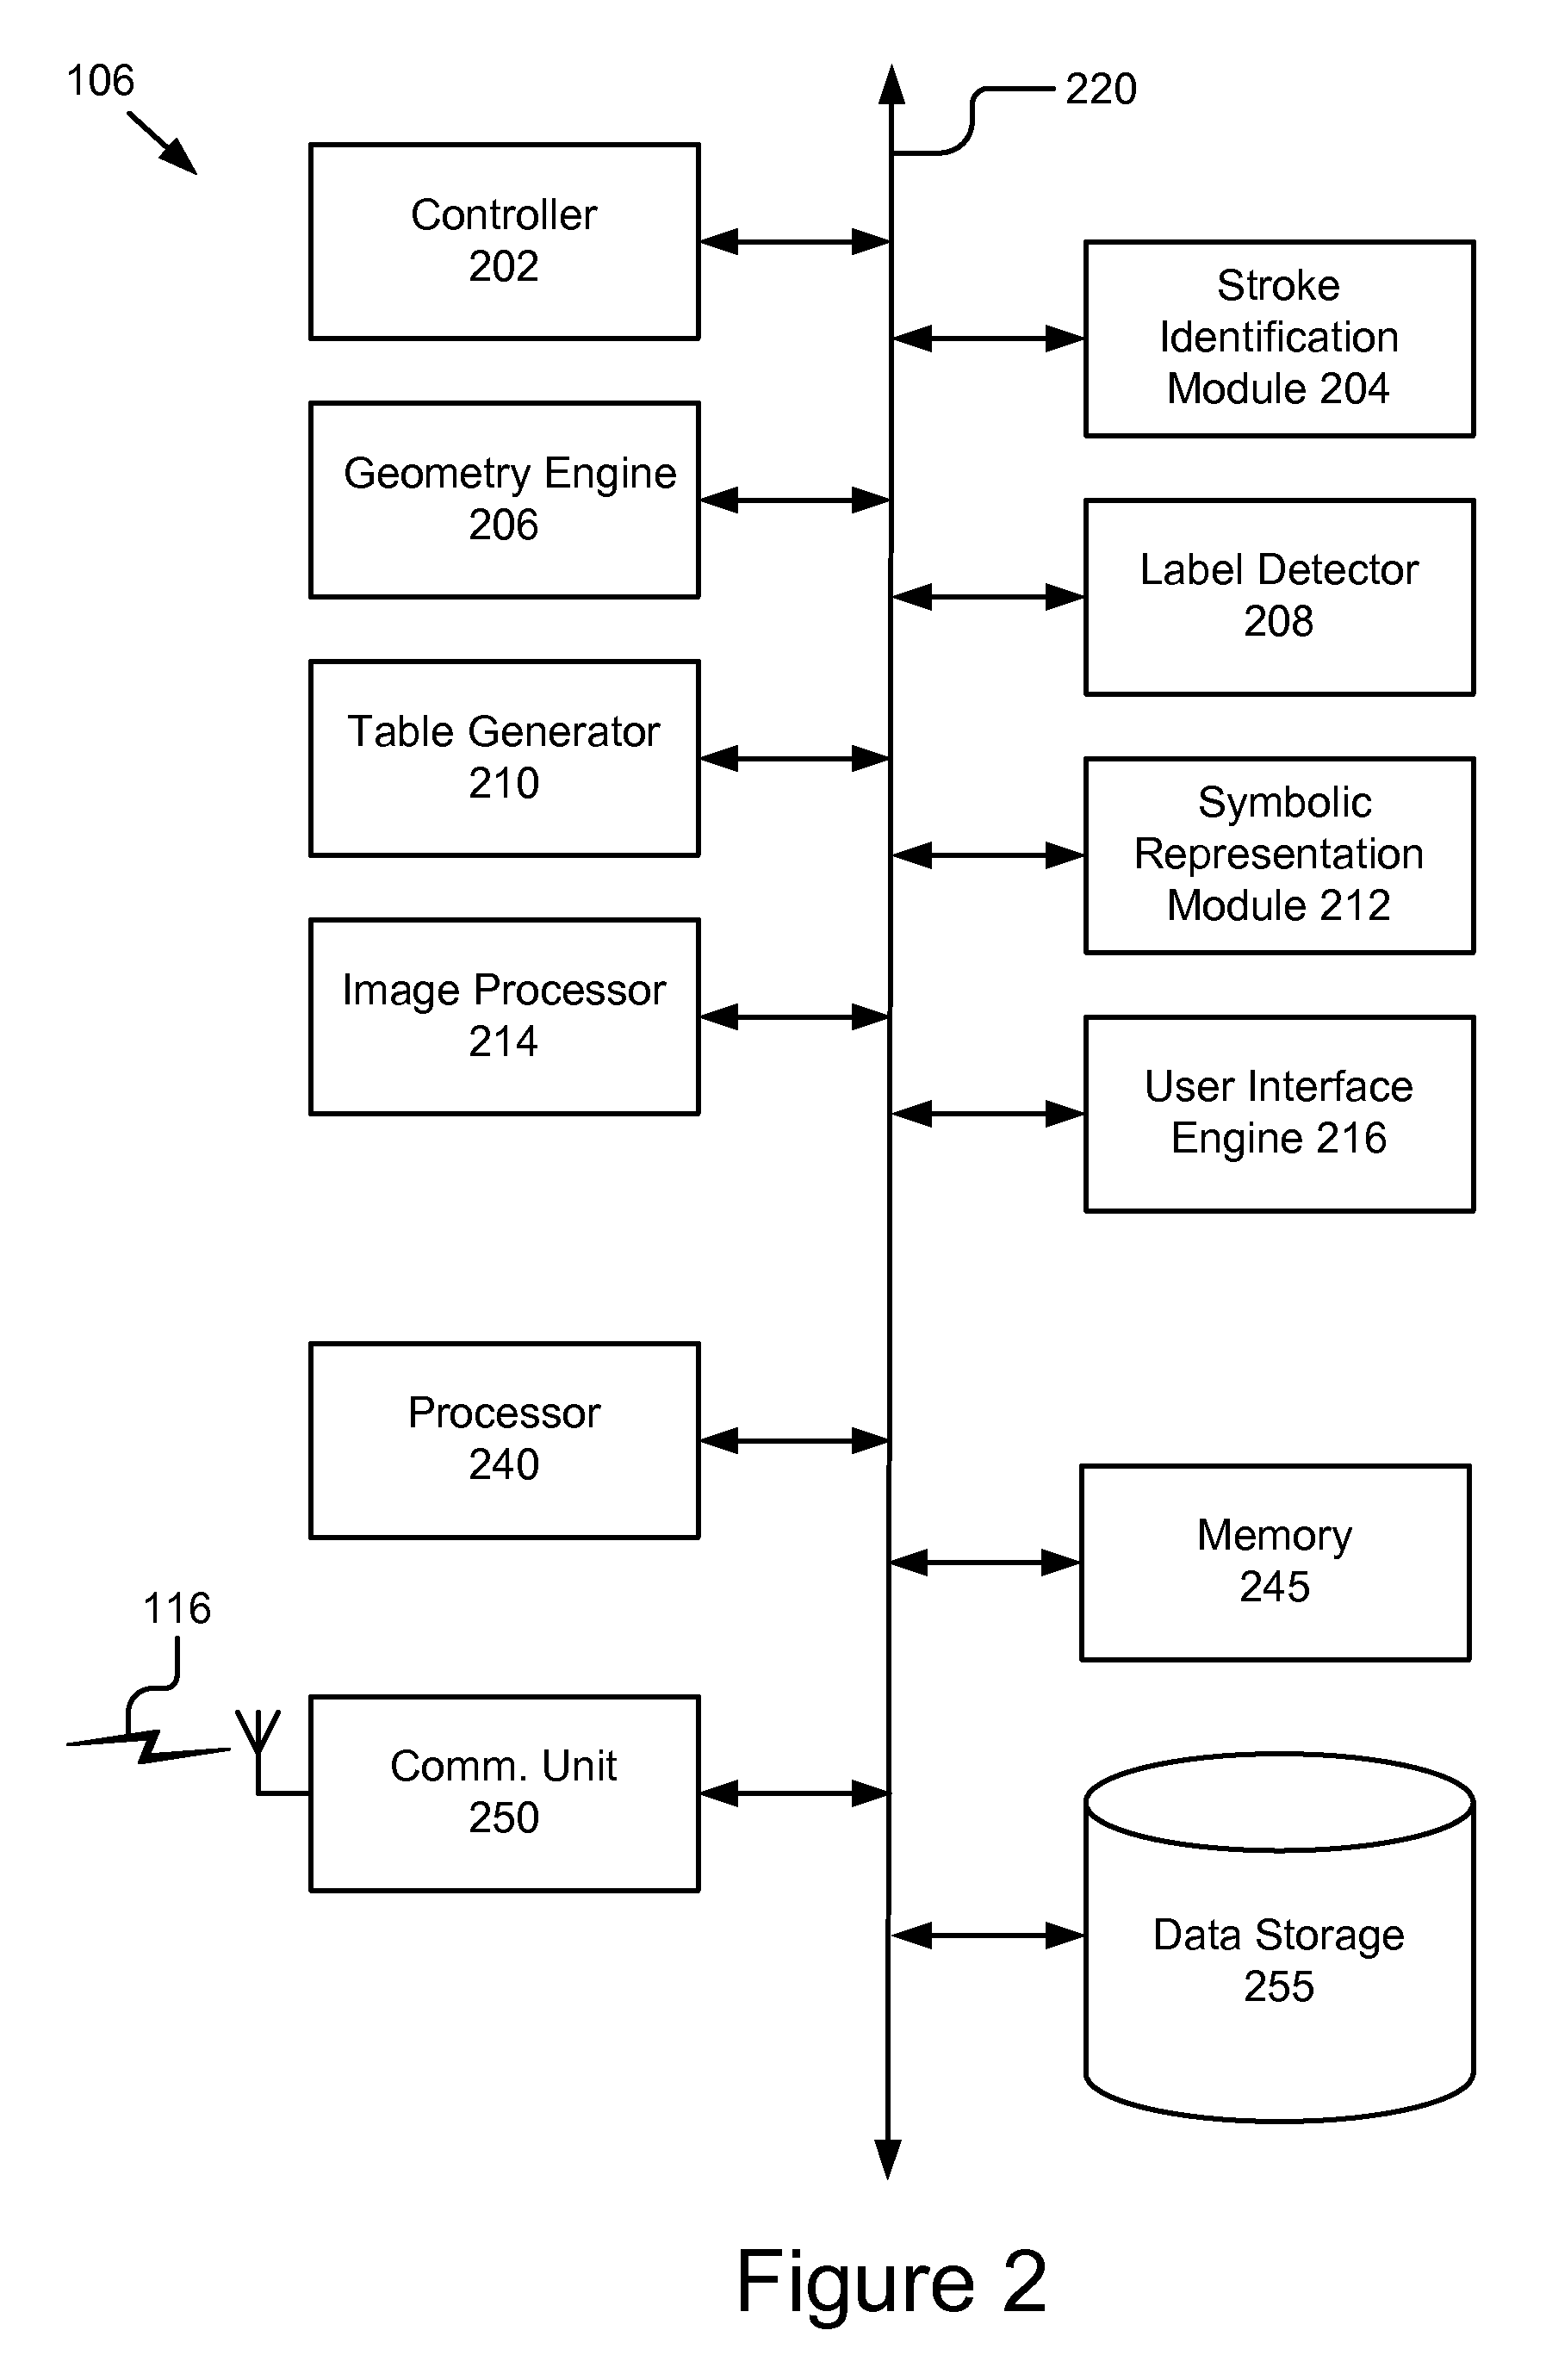 106
220
Controller
202
Stroke
Identification
Module 204
Geometry Engine
206
Label Detector
208
Table Generator
210
Symbolic
Representation
Module 212
Image Processor
214
User Interface
Engine 216
Processor
240
Memory
245
116
Comm. Unit
250
Data Storage
255
Figure 2